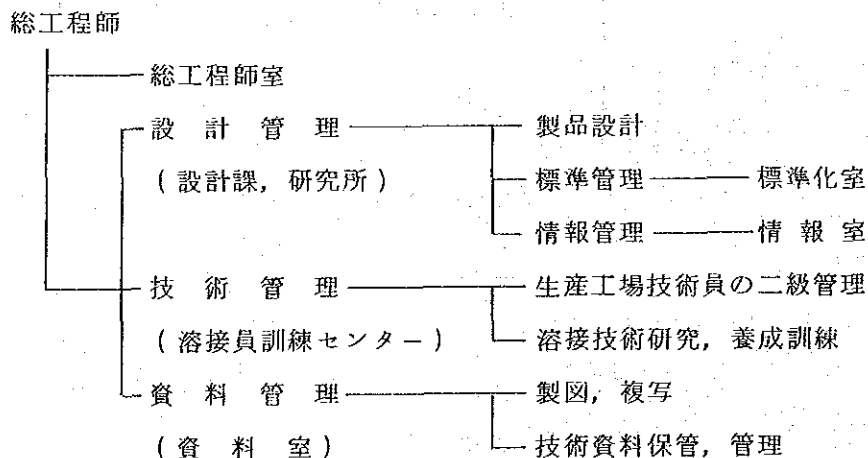 総工程師
総工程師室
設計管理 製品設計
(設計課,研究所) 標準管理 標準化室
情報管理 情報室
技術管理 生産工場技術員の二級管理
(溶接員訓練センター) 溶接技術研究,養成訓練
資料管理 製図,複写
(資料室) 技術資料保管,管理